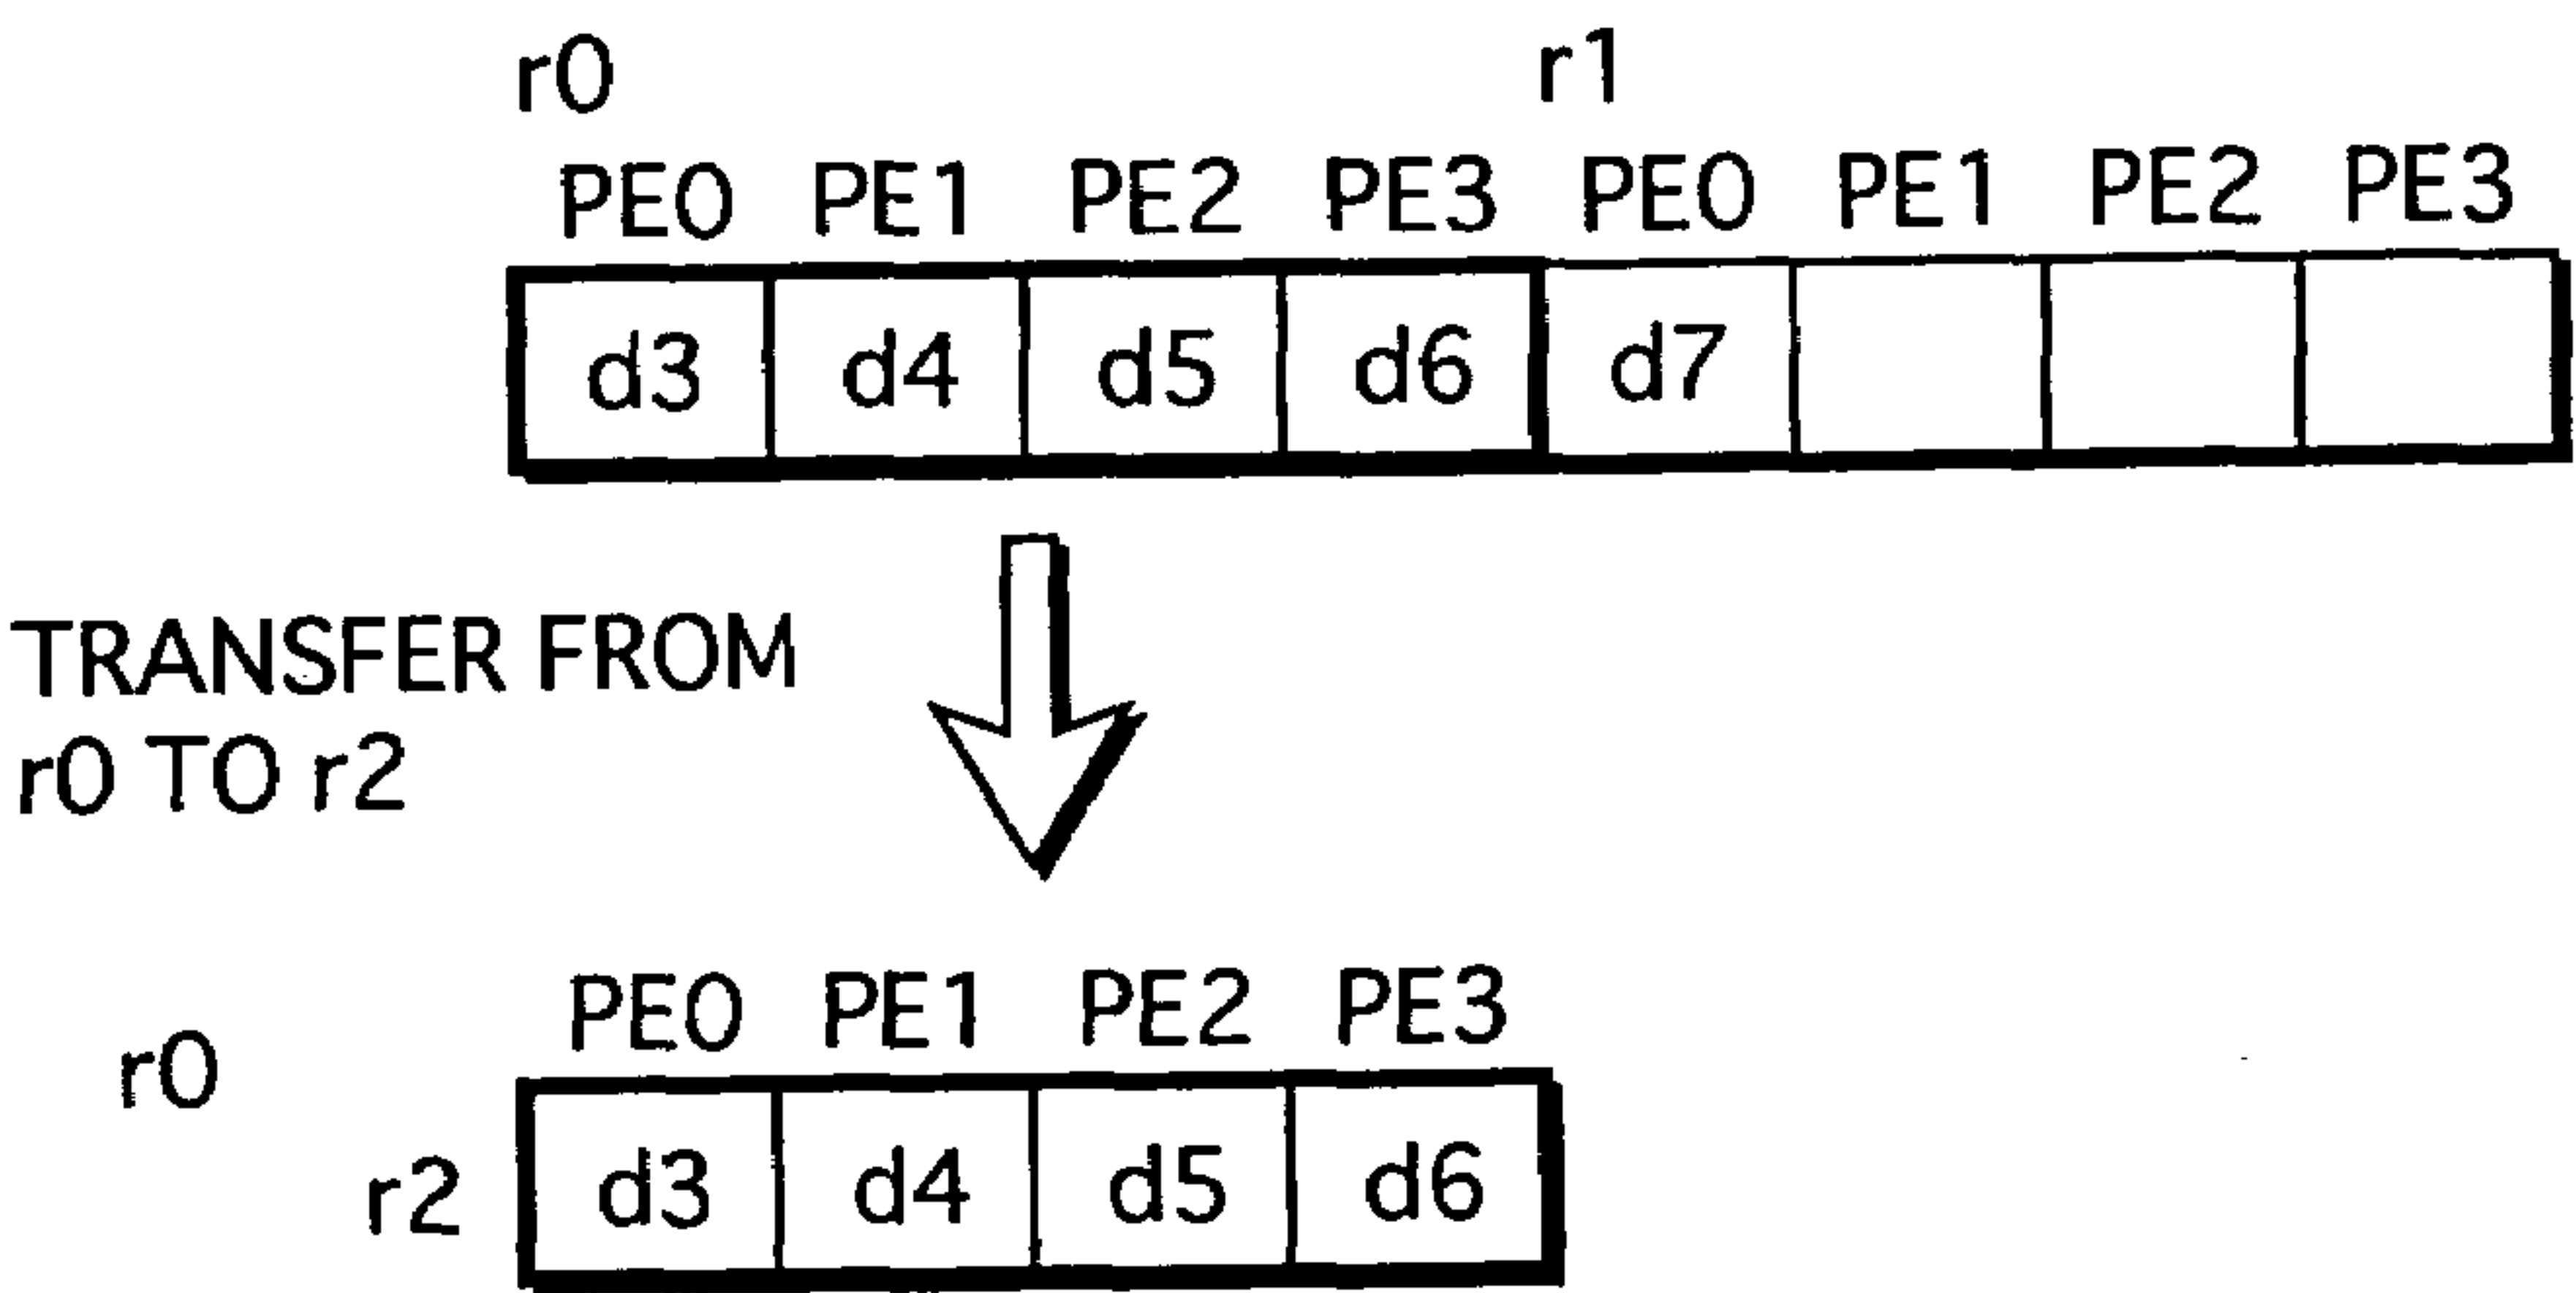 r0 r1
PE0 PE1 PE2 PE3 PE0 PE1 PE2 PE3
d3 d4 d5 d6 d7
TRANSFER FROM
r0 TO r2
PE0 PE1 PE2 PE3
r0
r2 d3 d4 d5 d6